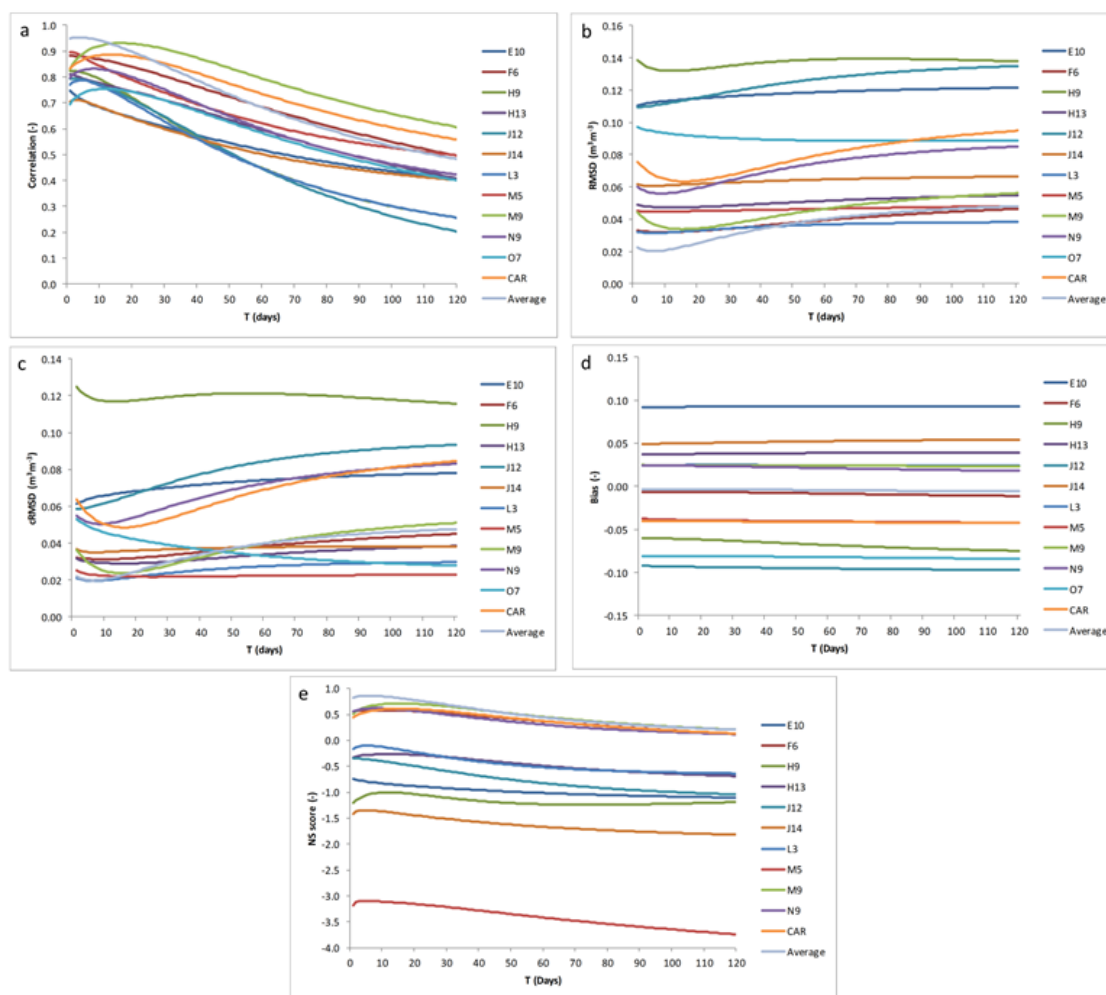 a
Correlation (-)
1.0
0.9
0.8
0.7
0.6
0.5
0.4
0.3
0.2
0.1
0.0
0 10 20 30 40 50 60 70 80 90 100 110 120
T (days)
E10
F6
H9
H13
J12
J14
L3
M5
M9
N9
O7
CAR
Average
b
RMSD (m³m⁻³)
0.16
0.14
0.12
0.10
0.08
0.06
0.04
0.02
0.00
0 10 20 30 40 50 60 70 80 90 100 110 120
T (days)
E10
F6
H9
H13
J12
J14
L3
M5
M9
N9
O7
CAR
Average
c
cRMSD (m³m⁻³)
0.14
0.12
0.10
0.08
0.06
0.04
0.02
0.00
0 10 20 30 40 50 60 70 80 90 100 110 120
T (days)
E10
F6
H9
H13
J12
J14
L3
M5
M9
N9
O7
CAR
Average
d
Bias (-)
0.15
0.10
0.05
0.00
-0.05
-0.10
-0.15
0 10 20 30 40 50 60 70 80 90 100 110 120
T (Days)
E10
F6
H9
H13
J12
J14
L3
M5
M9
N9
O7
CAR
Average
e
NS score (-)
1.0
0.5
0.0
-0.5
-1.0
-1.5
-2.0
-2.5
-3.0
-3.5
-4.0
0 10 20 30 40 50 60 70 80 90 100 110 120
T (Days)
E10
F6
H9
H13
J12
J14
L3
M5
M9
N9
CAR
Average